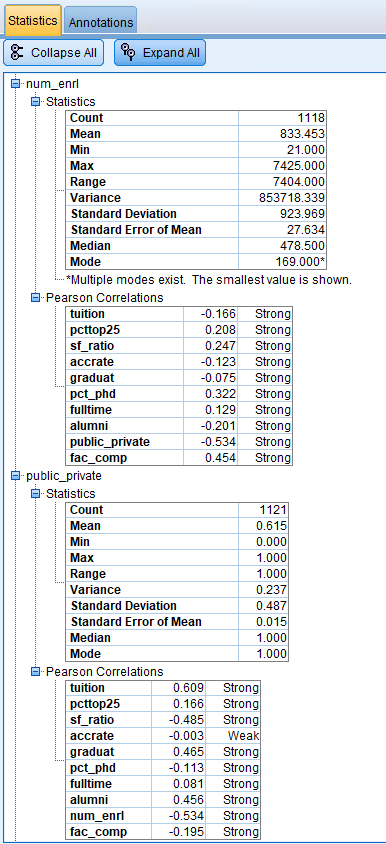 Statistics Annotations
Collapse All Expand All
num_enrl
Statistics
Count 1118
Mean 833.453
Min 21.000
Max 7425.000
Range 7404.000
Variance 853718.339
Standard Deviation 923.969
Standard Error of Mean 27.634
Median 478.500
Mode 169.000*
*Multiple modes exist. The smallest value is shown.
Pearson Correlations
tuition -0.166 Strong
pcttop25 0.208 Strong
sf_ratio 0.247 Strong
accrate -0.123 Strong
graduat -0.075 Strong
pct_phd 0.322 Strong
fulltime 0.129 Strong
alumni -0.201 Strong
public_private -0.534 Strong
fac_comp 0.454 Strong
public_private
Statistics
Count 1121
Mean 0.615
Min 0.000
Max 1.000
Range 1.000
Variance 0.237
Standard Deviation 0.487
Standard Error of Mean 0.015
Median 1.000
Mode 1.000
Pearson Correlations
tuition 0.609 Strong
pcttop25 0.166 Strong
sf_ratio -0.485 Strong
accrate -0.003 Weak
graduat 0.465 Strong
pct_phd -0.113 Strong
fulltime 0.081 Strong
alumni 0.456 Strong
num_enrl -0.534 Strong
fac_comp -0.195 Strong